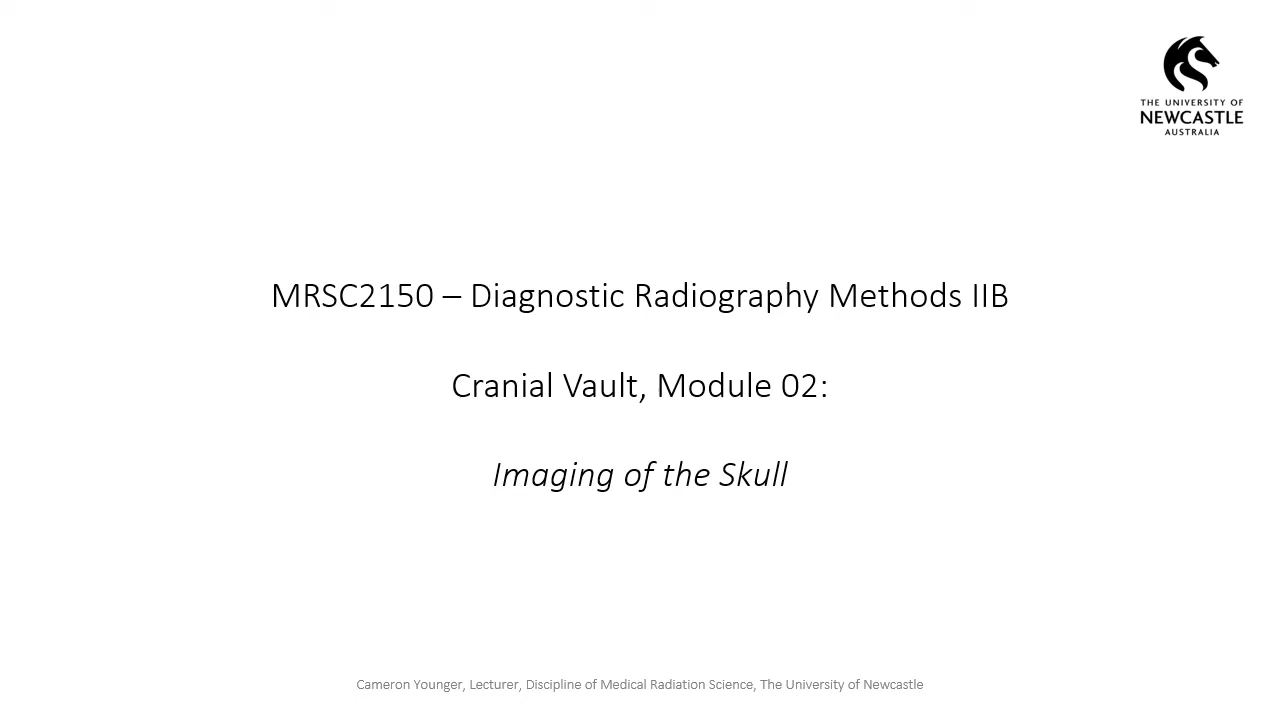 THE UNIVERSITY OF
NEWCASTLE
AUSTRALIA
MRSC2150 – Diagnostic Radiography Methods IIB
Cranial Vault, Module 02:
Imaging of the Skull
Cameron Younger, Lecturer, Discipline of Medical Radiation Science, The University of Newcastle